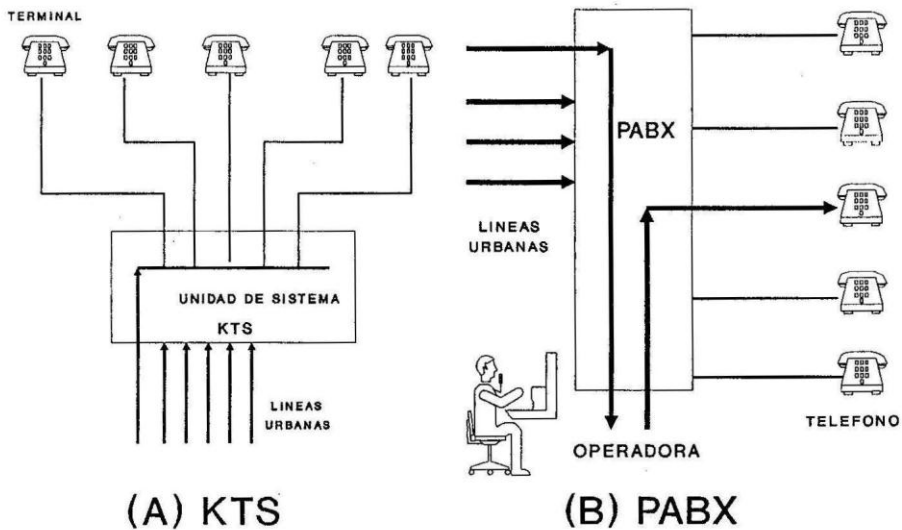 TERMINAL
UNIDAD DE SISTEMA
KTS
LINEAS
URBANAS
(A) KTS
PABX
LINEAS
URBANAS
OPERADORA
TELEFONO
(B) PABX